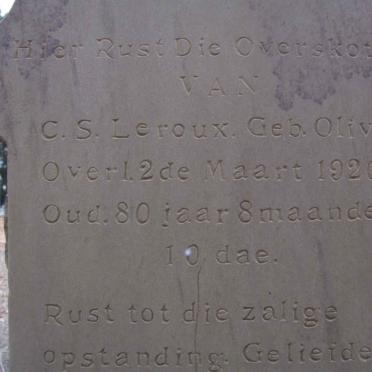 Hier Rust Die Overskot
VAN
C. S. Leroux. Geb. Oliv
Overl. 2de Maart 192
Oud. 80 jaar 8 maande
10 dae.
Rust tot die zalige
opstanding. Geliefde